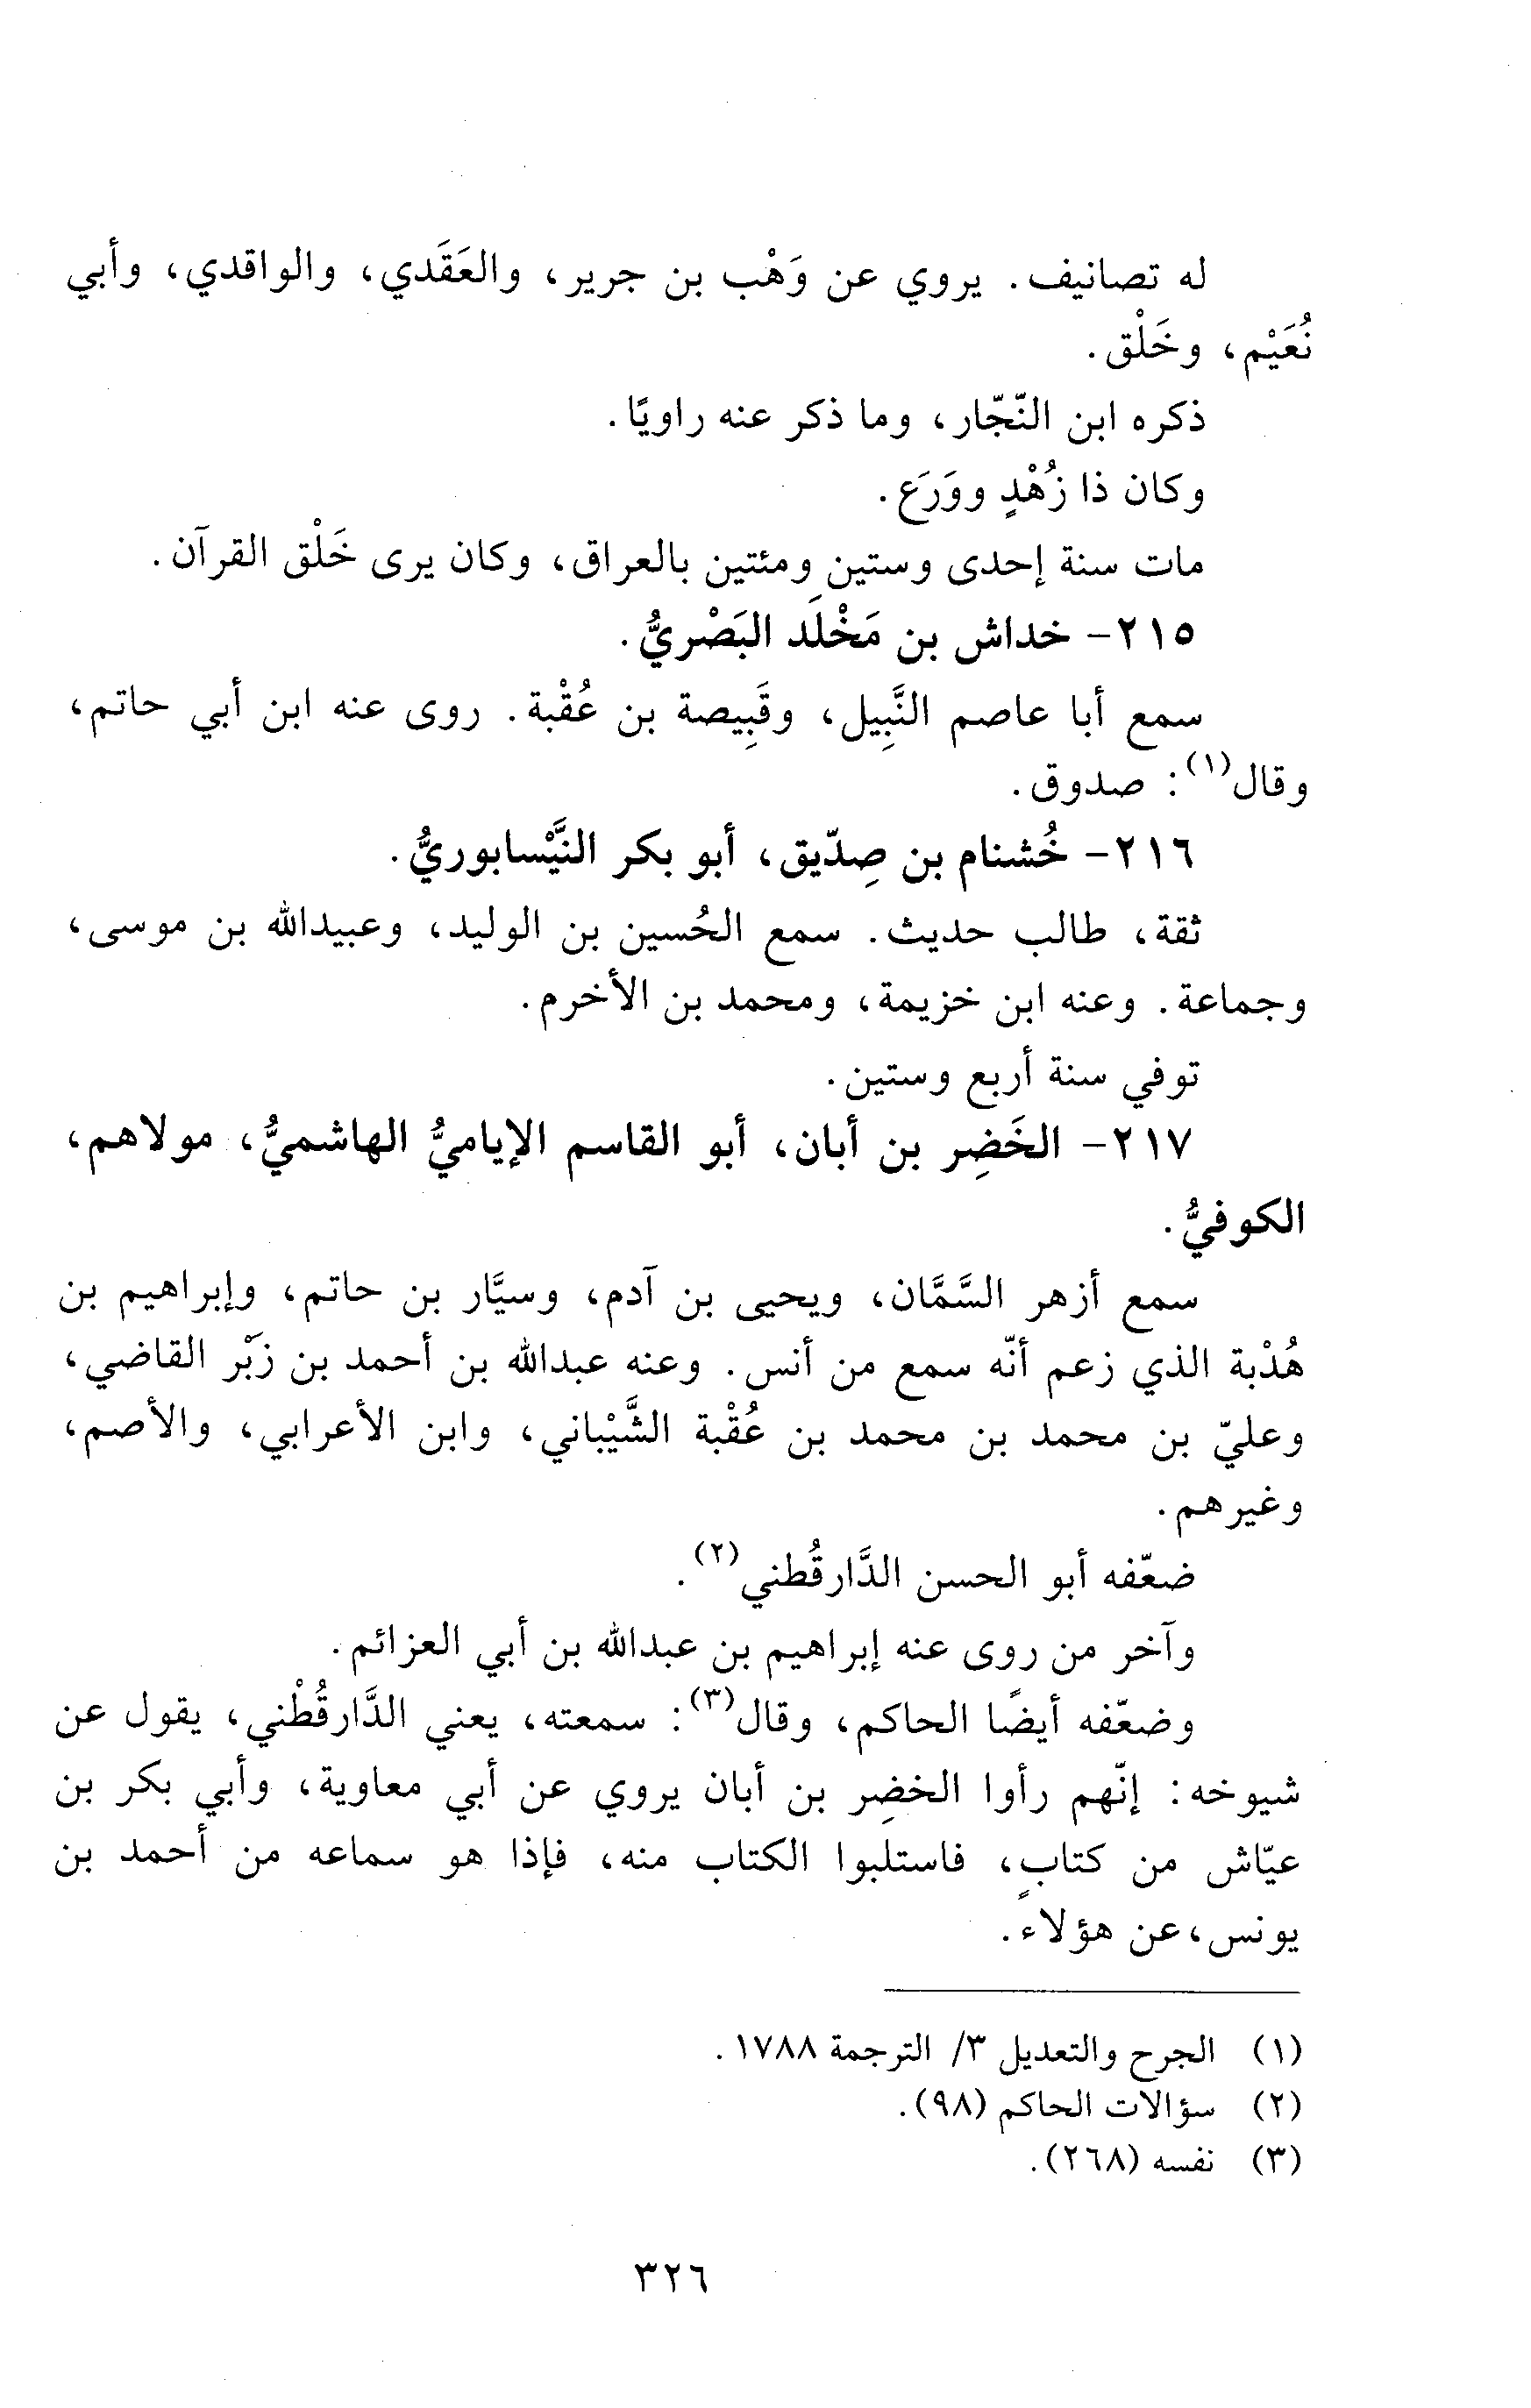 له تصانيف. يروي عن وَهْب بن جرير، والعَقَدي، والواقدي، وأبي
نُعَيْم، وخَلْق.
ذكره ابن النّجّار، وما ذكر عنه راويًا.
وكان ذا زُهْدٍ ووَرَع.
مات سنة إحدى وستين ومئتين بالعراق، وكان يرى خَلْق القرآن.
٢١٥- خداش بن مَخْلَد البَصْريُّ.
سمع أبا عاصم النَّبِيل، وقَبِيصة بن عُقْبة. روى عنه ابن أبي حاتم،
وقال(١): صدوق.
٢١٦- خُشنام بن صِدّيق، أبو بكر النَّيْسابوريُّ.
ثقة، طالب حديث. سمع الحُسين بن الوليد، وعبيدالله بن موسى،
وجماعة. وعنه ابن خزيمة، ومحمد بن الأخرم.
توفي سنة أربع وستين.
٢١٧- الخَضِر بن أبان، أبو القاسم الإياميُّ الهاشميُّ، مولاهم،
الكوفيُّ.
سمع أزهر السَّمَّان، ويحيى بن آدم، وسيَّار بن حاتم، وإبراهيم بن
هُدْبة الذي زعم أنّه سمع من أنس. وعنه عبدالله بن أحمد بن زَبْر القاضي،
وعليّ بن محمد بن محمد بن عُقْبة الشَّيْباني، وابن الأعرابي، والأصم،
وغيرهم.
ضعّفه أبو الحسن الدَّارقُطني(٢).
وآخر من روى عنه إبراهيم بن عبدالله بن أبي العزائم.
وضعّفه أيضًا الحاكم، وقال(٣): سمعته، يعني الدَّارقُطْني، يقول عن
شيوخه: إنّهم رأوا الخضِر بن أبان يروي عن أبي معاوية، وأبي بكر بن
عيّاش من كتابٍ، فاستلبوا الكتاب منه، فإذا هو سماعه من أحمد بن
يونس، عن هؤلاء.
(١) الجرح والتعديل ٣/ الترجمة ١٧٨٨.
(٢) سؤالات الحاكم (٩٨).
(٣) نفسه (٢٦٨).
٣٢٦